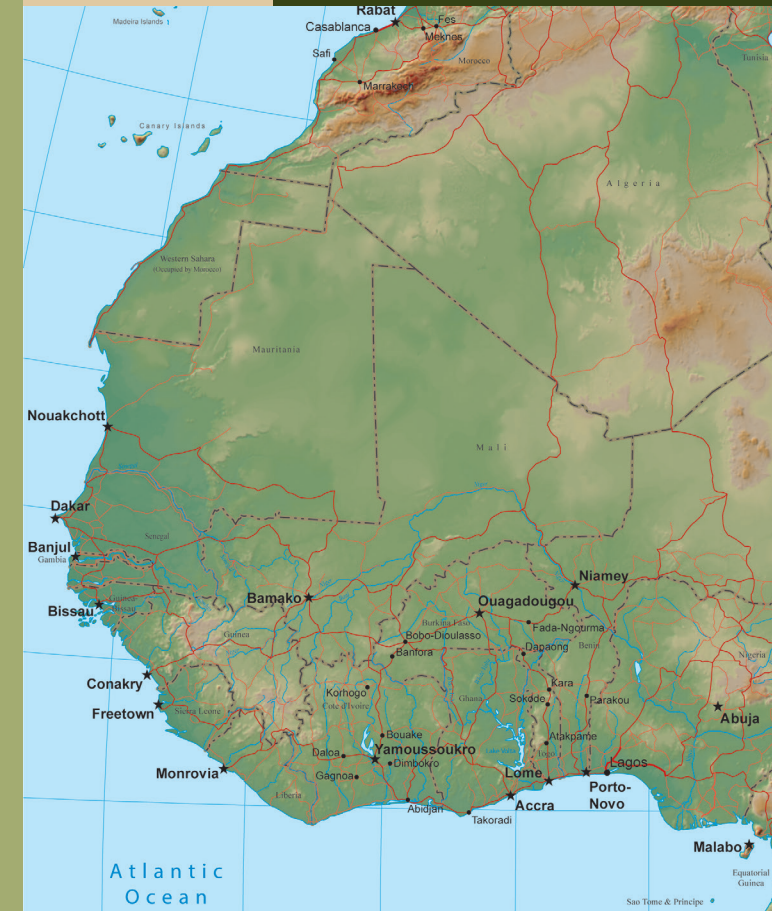 Rabat
Madeira Islands
Casablanca
Fes
Meknes
Safi
Morocco
Tunisia
Marrakech
Canary Islands
Algeria
Western Sahara
(Occupied by Morocco)
Mauritania
Nouakchott
Mali
Senegal
Niger
Dakar
Senegal
Banjul
Gambia
Niamey
Bamako
Ouagadougou
Guinea
Bissau
Bissau
Burkina Faso
Fada-Ngourma
Guinea
Bobo-Dioulasso
Banfora
Dapaong
Benin
Nigeria
Conakry
Kara
Korhogo
Ghana
Sokode
Parakou
Cote d'Ivoire
Freetown
Sierra Leone
Abuja
Bouake
Atakpame
Yamoussoukro
Lake Volta
Togo
Daloa
Dimbokro
Lagos
Monrovia
Gagnoa
Lome
Porto-
Novo
Liberia
Accra
Abidjan
Takoradi
Malabo
Atlantic
Ocean
Equatorial
Guinea
Sao Tome & Principe